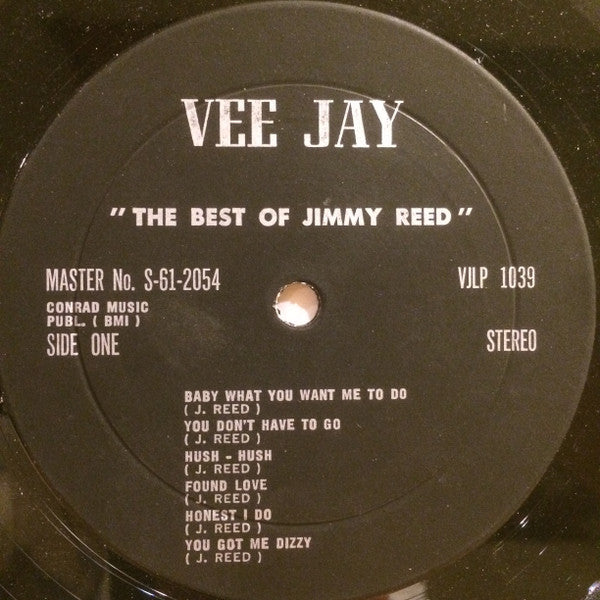 VEE JAY
"THE BEST OF JIMMY REED"
MASTER No. S-61-2054
VJLP 1039
CONRAD MUSIC
PUBL. ( BMI )
SIDE ONE
STEREO
BABY WHAT YOU WANT ME TO DO
( J. REED )
YOU DON'T HAVE TO GO
( J. REED )
HUSH - HUSH
( J. REED )
FOUND LOVE
( J. REED )
HONEST I DO
( J. REED )
YOU GOT ME DIZZY
( J. REED )